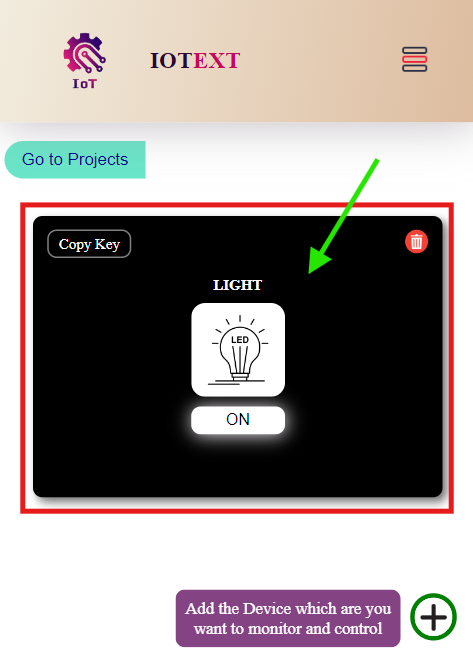 IoT
IOTEXT
Go to Projects
Copy Key
LIGHT
LED
ON
Add the Device which are you
want to monitor and control